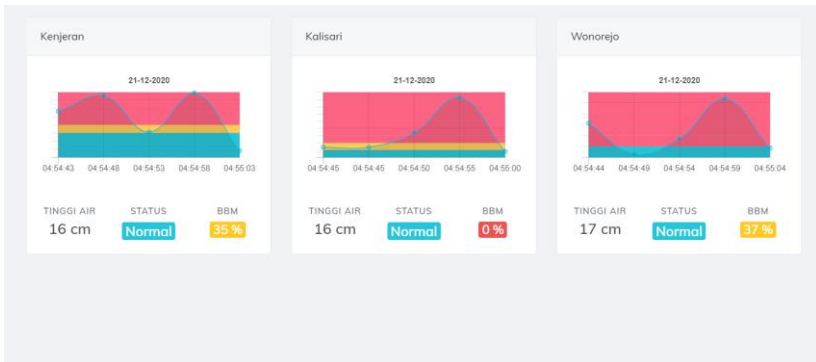 Kenjeran
21-12-2020
04:54:43 04:54:48 04:54:53 04:54:58 04:55:03
TINGGI AIR STATUS BBM
16 cm Normal 35 %
Kalisari
21-12-2020
04:54:45 04:54:45 04:54:50 04:54:55 04:55:00
TINGGI AIR STATUS BBM
16 cm Normal 0 %
Wonorejo
21-12-2020
04:54:44 04:54:49 04:54:54 04:54:59 04:55:04
TINGGI AIR STATUS BBM
17 cm Normal 37 %